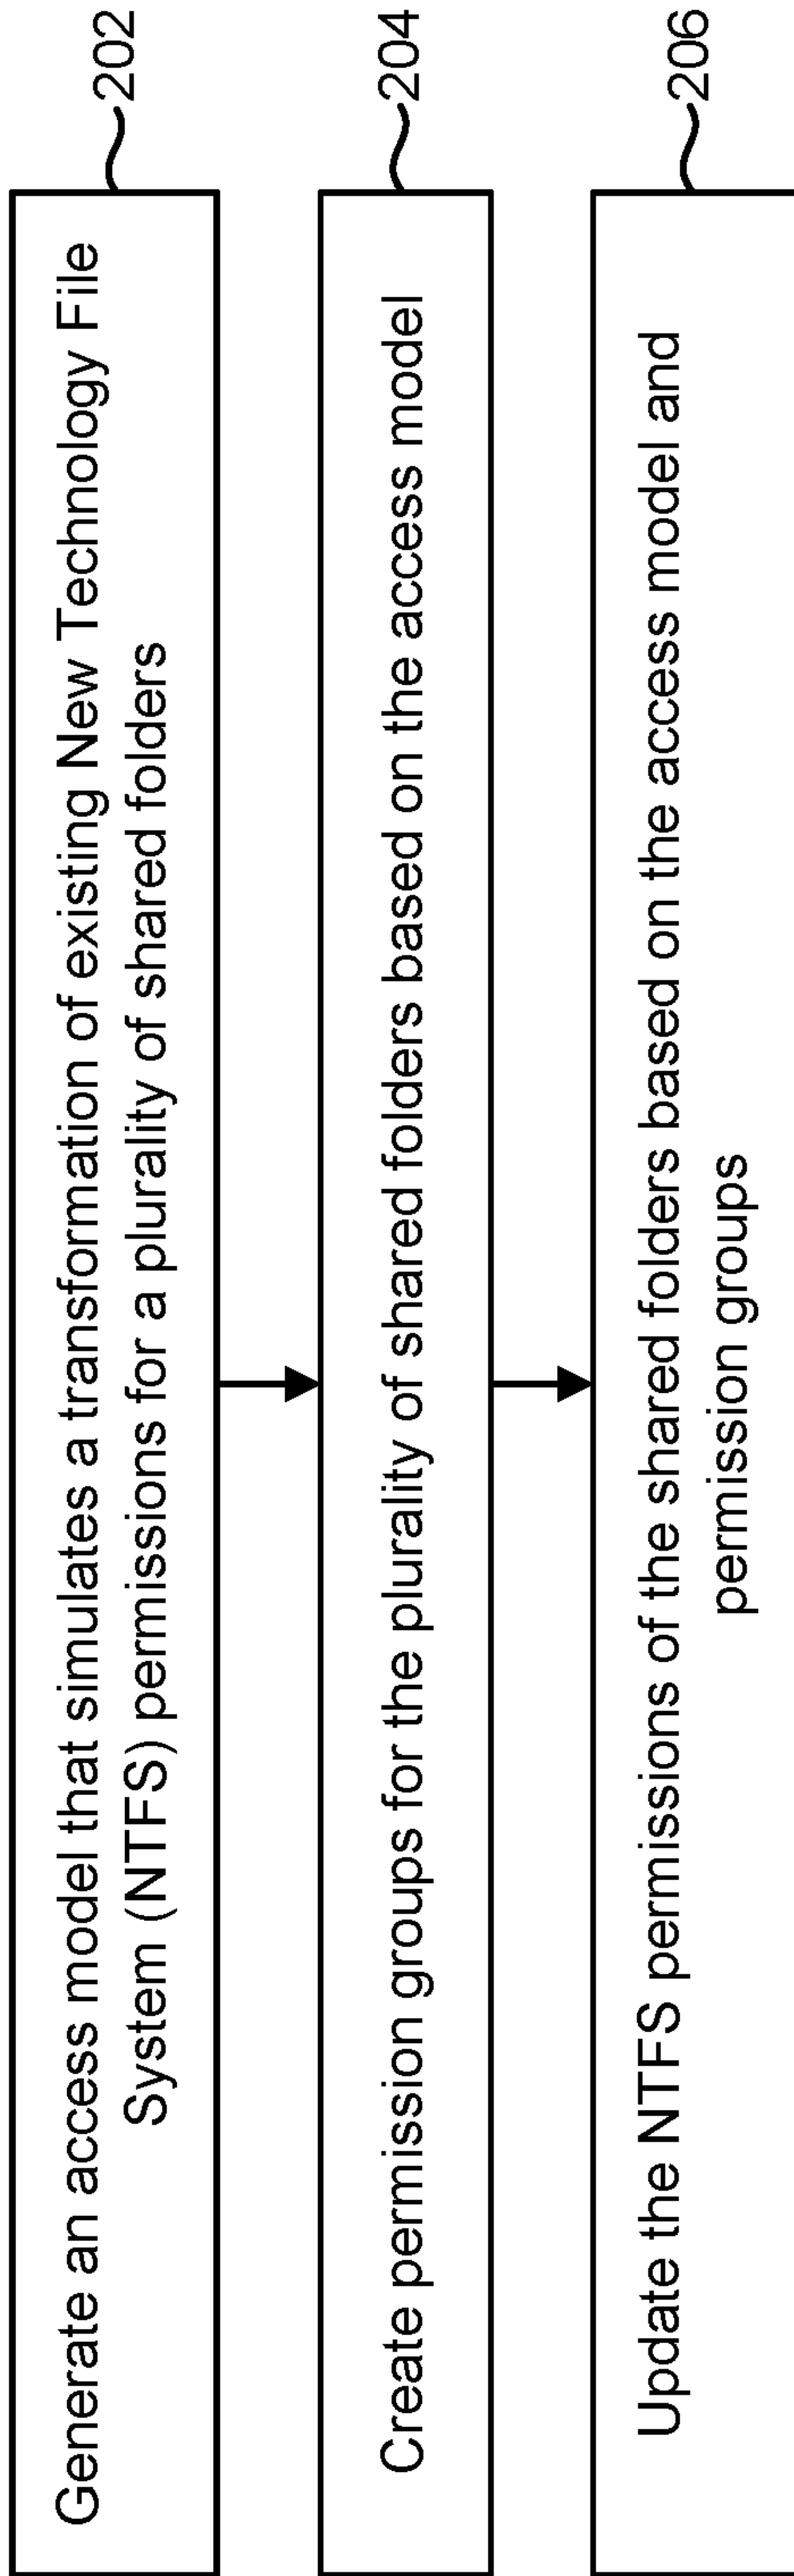 Generate an access model that simulates a transformation of existing New Technology File
System (NTFS) permissions for a plurality of shared folders
202
Create permission groups for the plurality of shared folders based on the access model
204
Update the NTFS permissions of the shared folders based on the access model and
permission groups
206